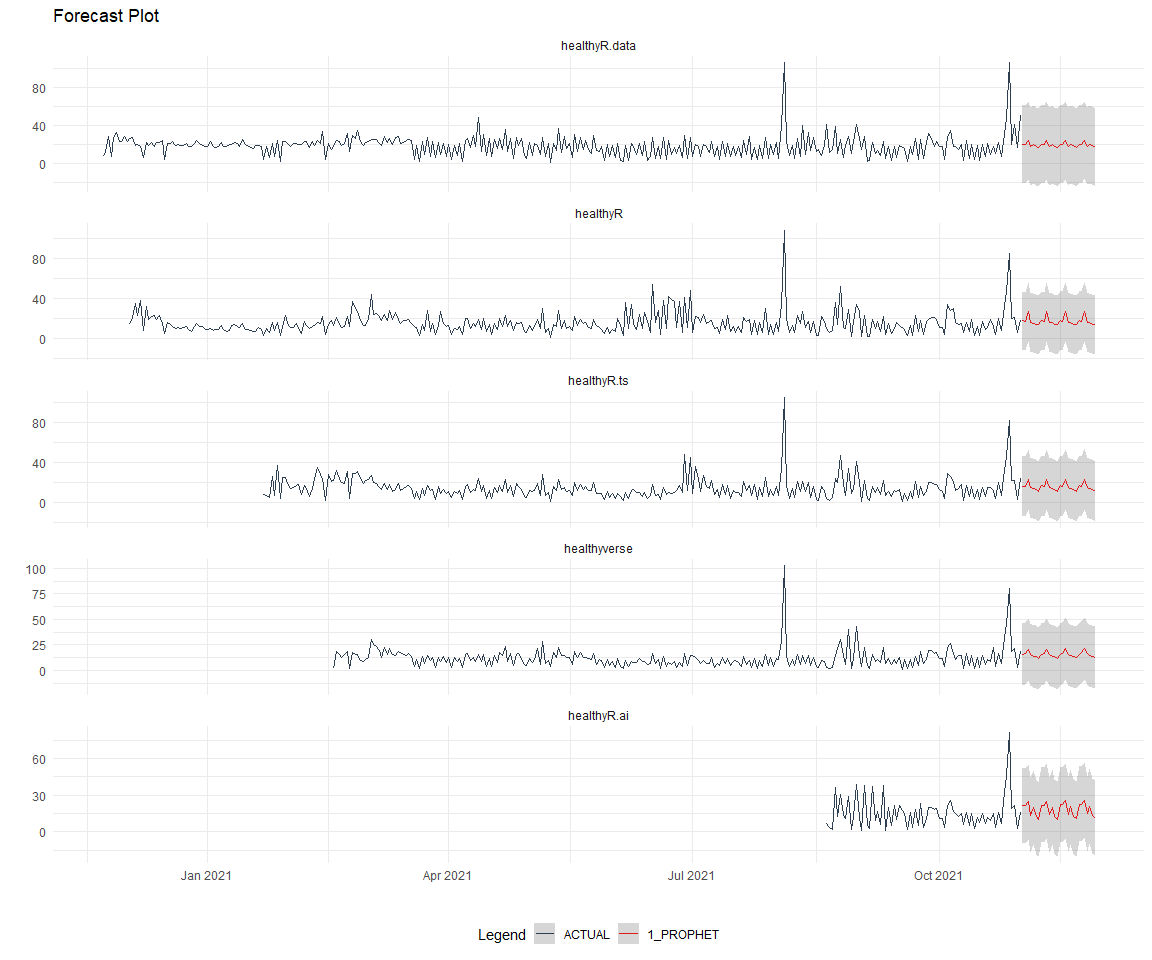 Forecast Plot
healthyR.data
80
40
0
healthyR
80
40
0
healthyR.ts
80
40
0
healthyverse
100
75
50
25
0
healthyR.ai
60
30
0
Jan 2021 Apr 2021 Jul 2021 Oct 2021
Legend ACTUAL 1_PROPHET